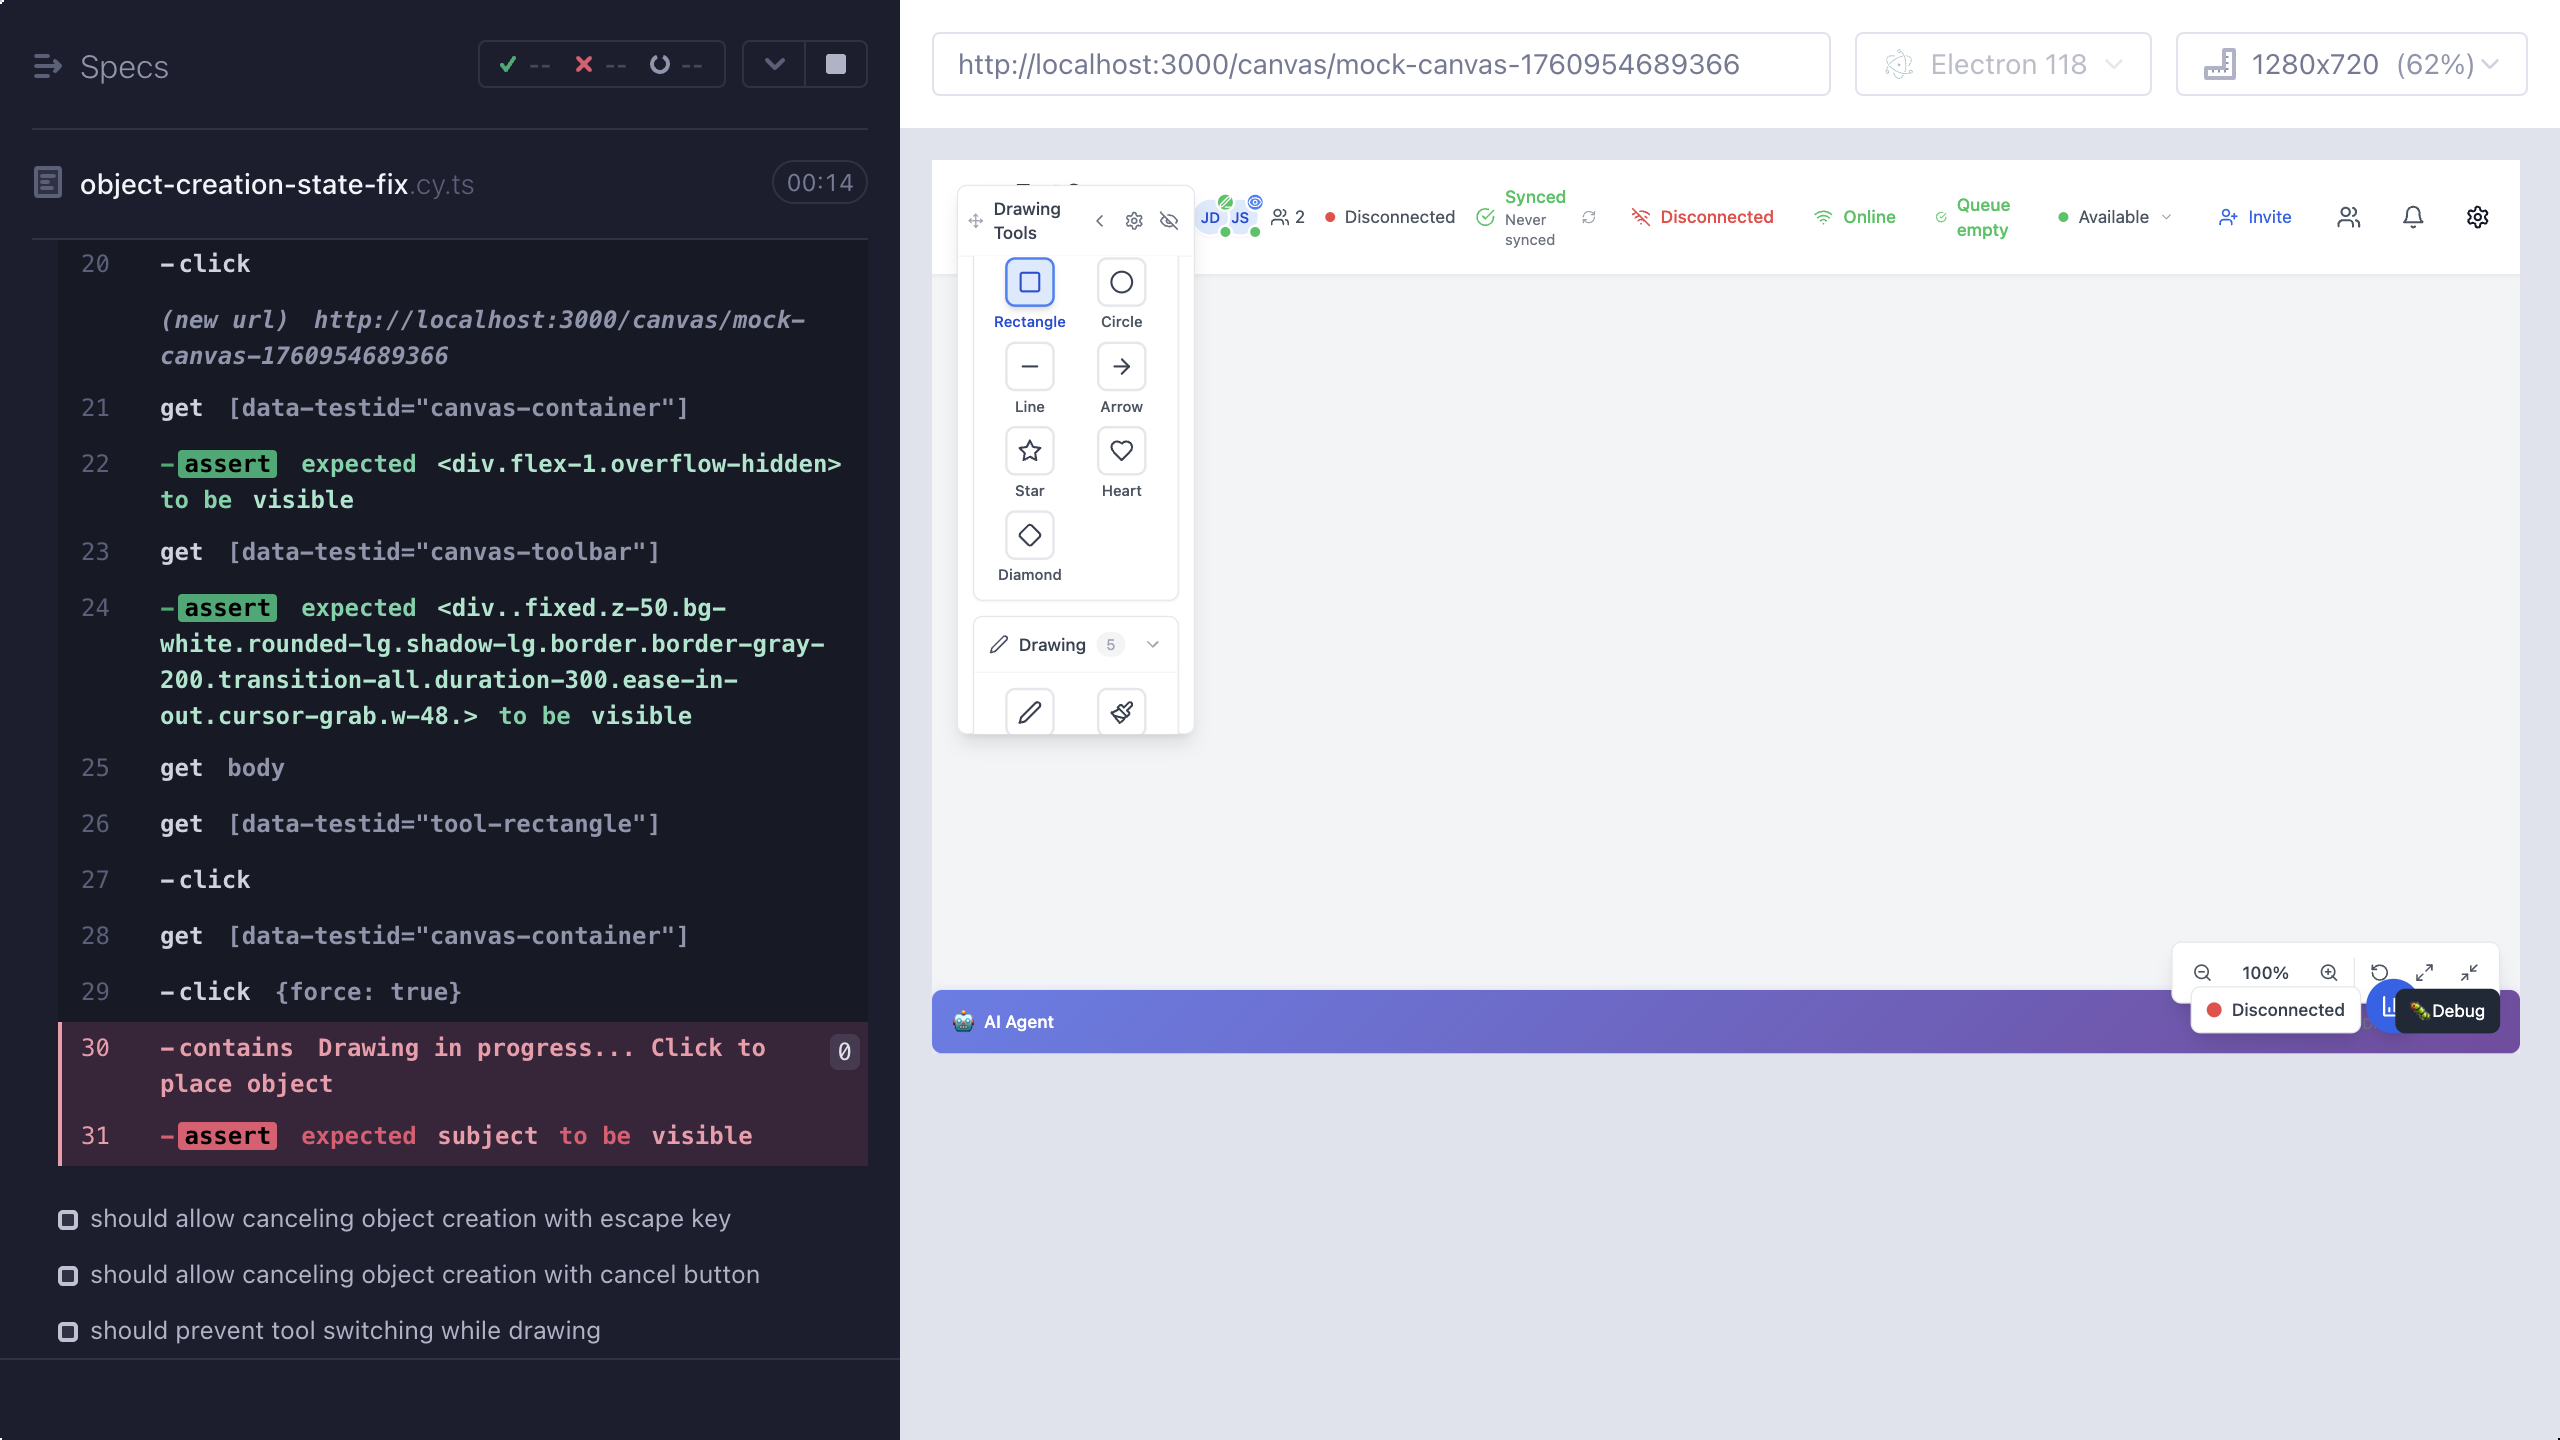 Specs
-- -- --
object-creation-state-fix.cy.ts
00:14
20 -click
(new url) http://localhost:3000/canvas/mock-
canvas-1760954689366
21 get [data-testid="canvas-container"]
22 -assert expected <div.flex-1.overflow-hidden>
to be visible
23 get [data-testid="canvas-toolbar"]
24 -assert expected <div..fixed.z-50.bg-
white.rounded-lg.shadow-lg.border.border-gray-
200.transition-all.duration-300.ease-in-
out.cursor-grab.w-48.> to be visible
25 get body
26 get [data-testid="tool-rectangle"]
27 -click
28 get [data-testid="canvas-container"]
29 -click {force: true}
30 -contains Drawing in progress... Click to
place object
0
31 -assert expected subject to be visible
should allow canceling object creation with escape key
should allow canceling object creation with cancel button
should prevent tool switching while drawing
http://localhost:3000/canvas/mock-canvas-1760954689366
Electron 118
1280x720 (62%)
Drawing
Tools
JD JS
2
Disconnected
Synced
Never
synced
Disconnected
Online
Queue
empty
Available
Invite
Rectangle
Circle
Line
Arrow
Star
Heart
Diamond
Drawing 5
100%
AI Agent
Disconnected
Debug